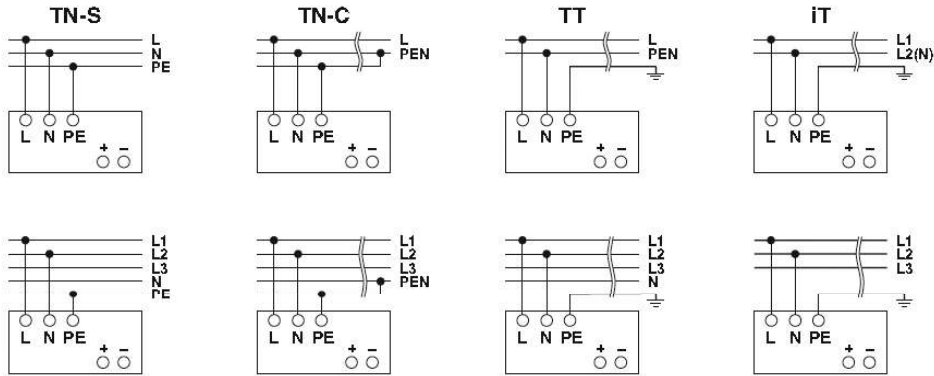 TN-S TN-C TT iT
L L L L1
N PEN PEN L2(N)
PE
L N PE L N PE L N PE L N PE
+ − + − + − + −
L1 L1 L1 L1
L2 L2 L2 L2
L3 L3 L3 L3
N PEN N
PE
L N PE L N PE L N PE L N PE
+ − + − + − + −